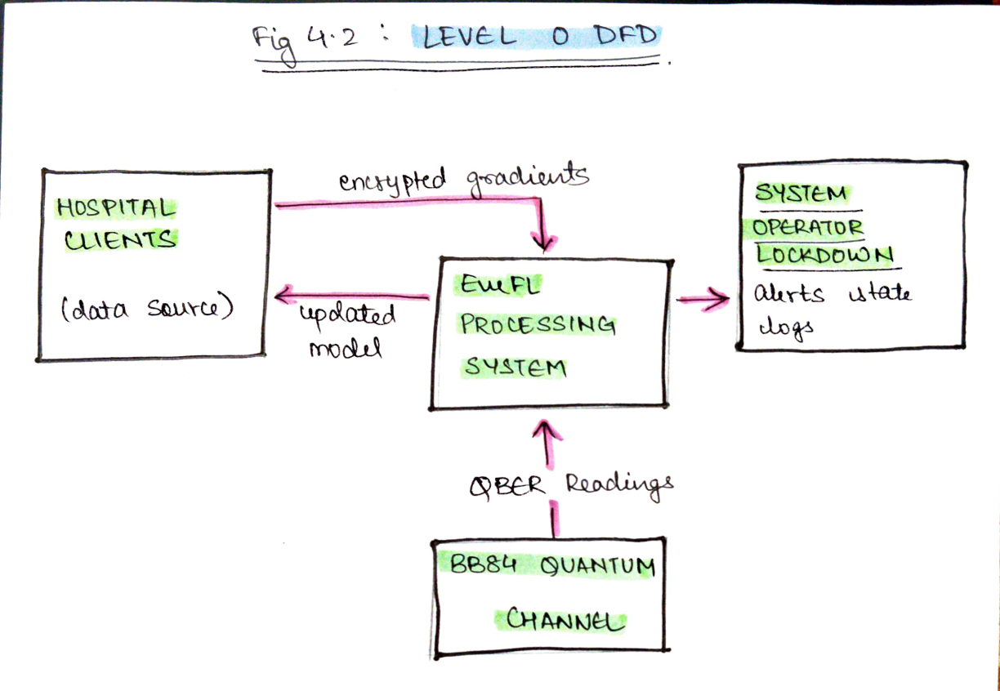 Fig 4.2 : LEVEL 0 DFD
encrypted gradients
HOSPITAL
CLIENTS
(data source)
updated
model
EveFL
PROCESSING
SYSTEM
SYSTEM
OPERATOR
LOCKDOWN
alerts state
logs
QBER Readings
BB84 QUANTUM
CHANNEL